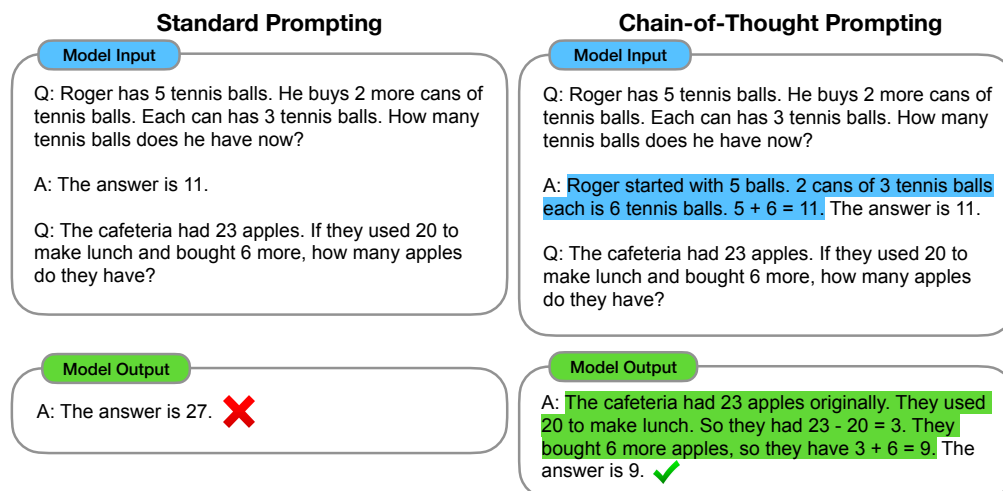 Standard Prompting
Model Input
Q: Roger has 5 tennis balls. He buys 2 more cans of
tennis balls. Each can has 3 tennis balls. How many
tennis balls does he have now?
A: The answer is 11.
Q: The cafeteria had 23 apples. If they used 20 to
make lunch and bought 6 more, how many apples
do they have?
Model Output
A: The answer is 27.
Chain-of-Thought Prompting
Model Input
Q: Roger has 5 tennis balls. He buys 2 more cans of
tennis balls. Each can has 3 tennis balls. How many
tennis balls does he have now?
A: Roger started with 5 balls. 2 cans of 3 tennis balls
each is 6 tennis balls. 5 + 6 = 11. The answer is 11.
Q: The cafeteria had 23 apples. If they used 20 to
make lunch and bought 6 more, how many apples
do they have?
Model Output
A: The cafeteria had 23 apples originally. They used
20 to make lunch. So they had 23 - 20 = 3. They
bought 6 more apples, so they have 3 + 6 = 9. The
answer is 9.